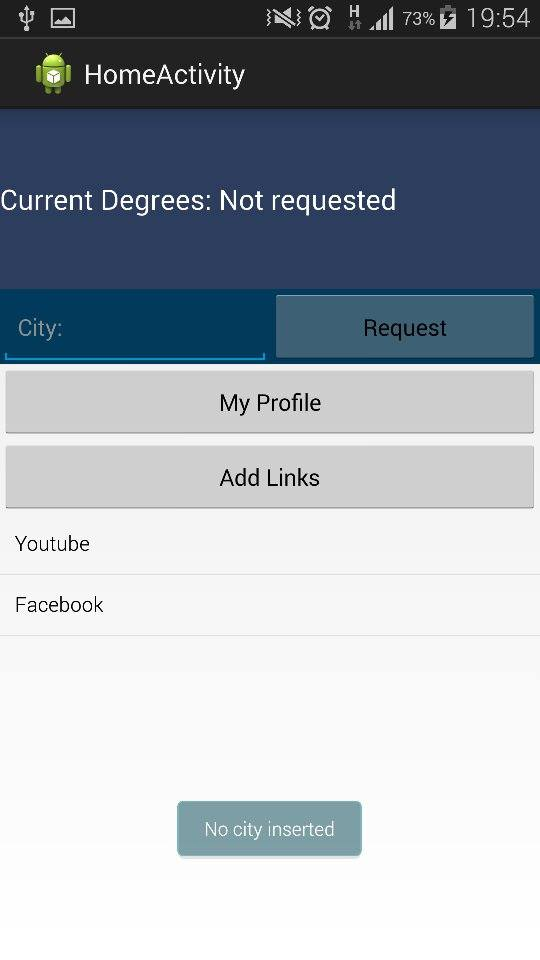 H 73% 19:54
HomeActivity
Current Degrees: Not requested
City: Request
My Profile
Add Links
Youtube
Facebook
No city inserted